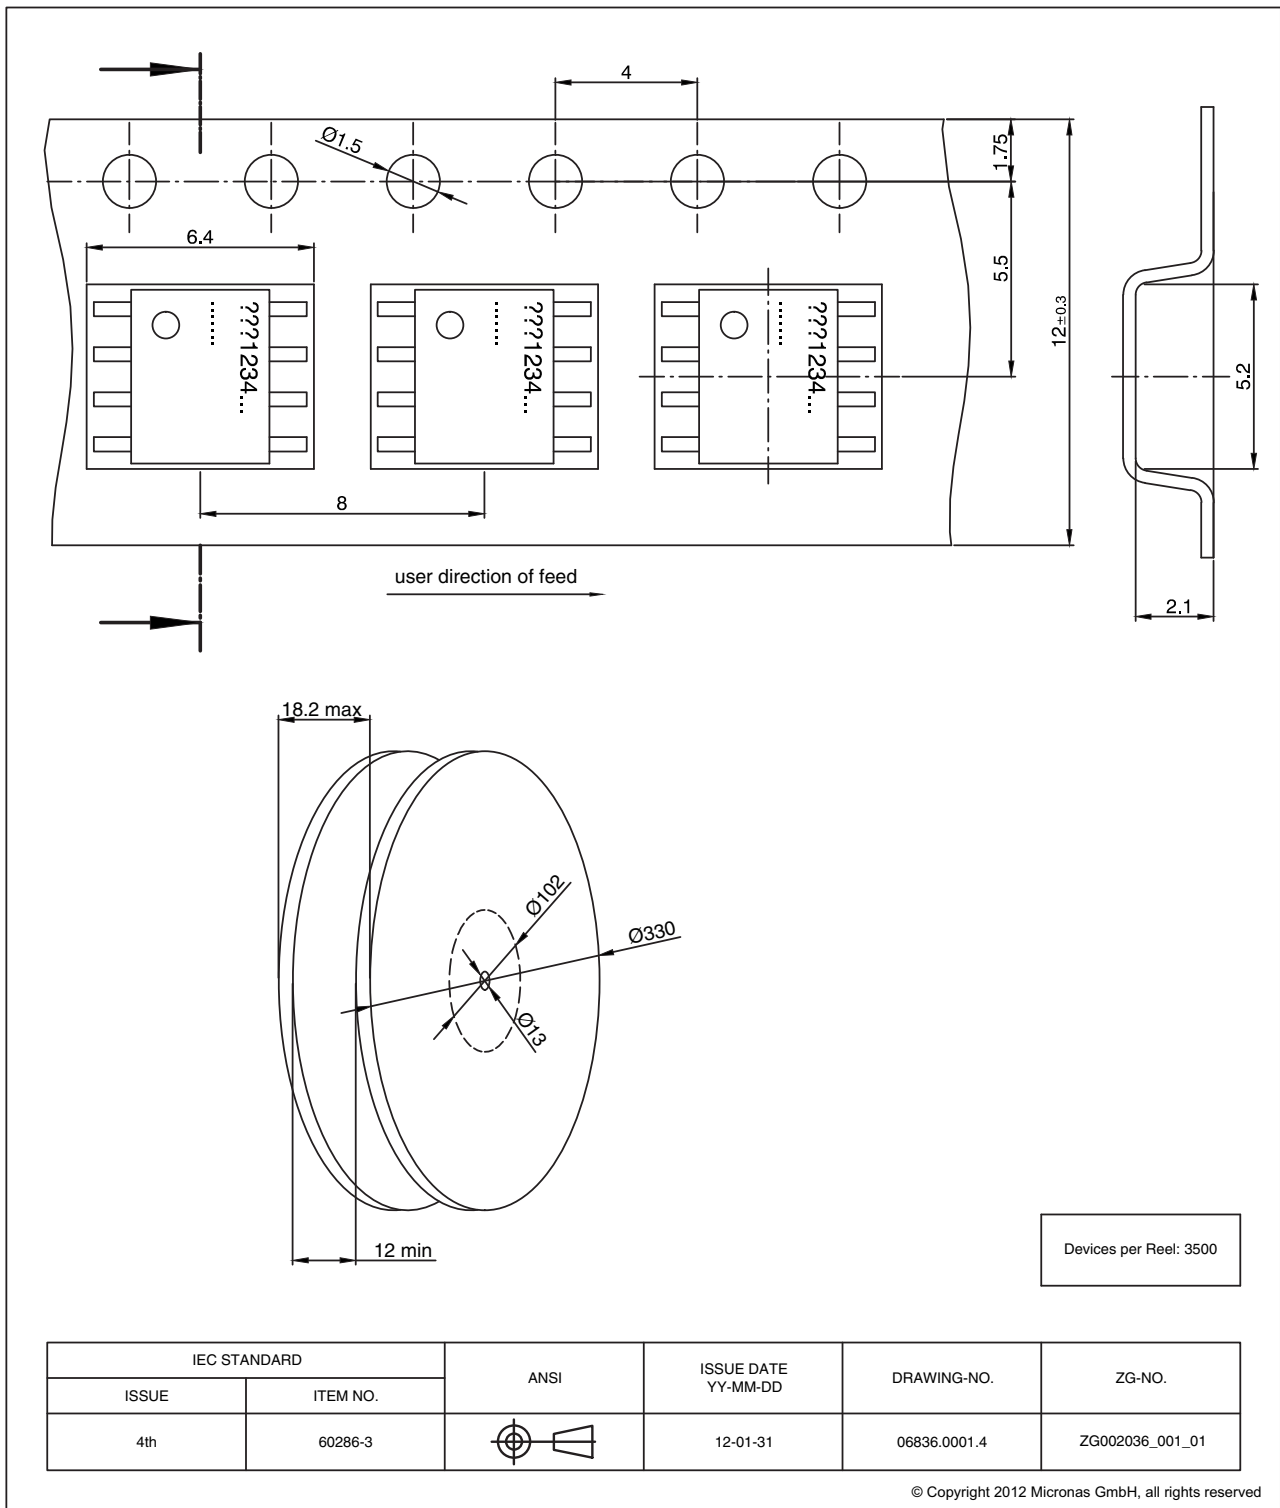 4
Ø1.5
1.75
6.4
5.5
12±0.3
???1234...
......
???1234...
......
???1234...
......
5.2
8
user direction of feed
2.1
18.2 max
Ø102
Ø330
Ø13
12 min
Devices per Reel: 3500
IEC STANDARD
ANSI
ISSUE DATE
YY-MM-DD
DRAWING-NO.
ZG-NO.
ISSUE
ITEM NO.
4th
60286-3
12-01-31
06836.0001.4
ZG002036_001_01
© Copyright 2012 Micronas GmbH, all rights reserved